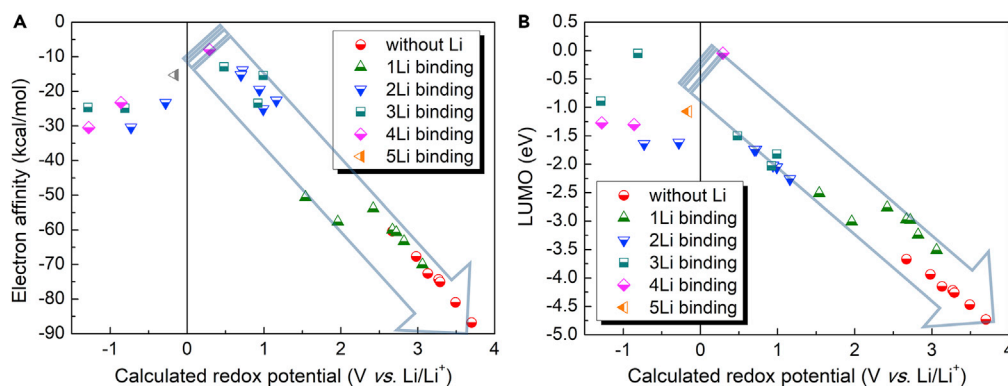 A
Electron affinity (kcal/mol)
0
-10
-20
-30
-40
-50
-60
-70
-80
-90
without Li
1Li binding
2Li binding
3Li binding
4Li binding
5Li binding
-1 0 1 2 3 4
Calculated redox potential (V vs. Li/Li⁺)
B
LUMO (eV)
0.5
0.0
-0.5
-1.0
-1.5
-2.0
-2.5
-3.0
-3.5
-4.0
-4.5
-5.0
without Li
1Li binding
2Li binding
3Li binding
4Li binding
5Li binding
-1 0 1 2 3 4
Calculated redox potential (V vs. Li/Li⁺)